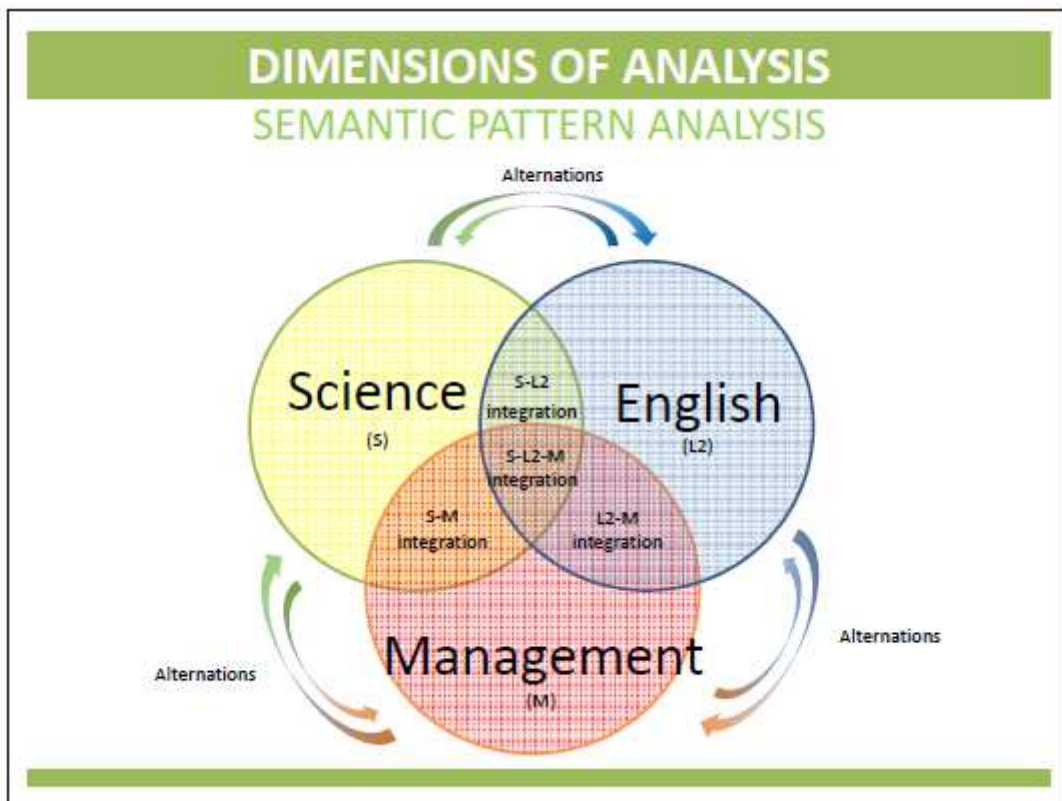 DIMENSIONS OF ANALYSIS
SEMANTIC PATTERN ANALYSIS
Alternations
Science
(S)
S-L2
integration
English
(L2)
S-L2-M
integration
S-M
integration
L2-M
integration
Management
(M)
Alternations
Alternations